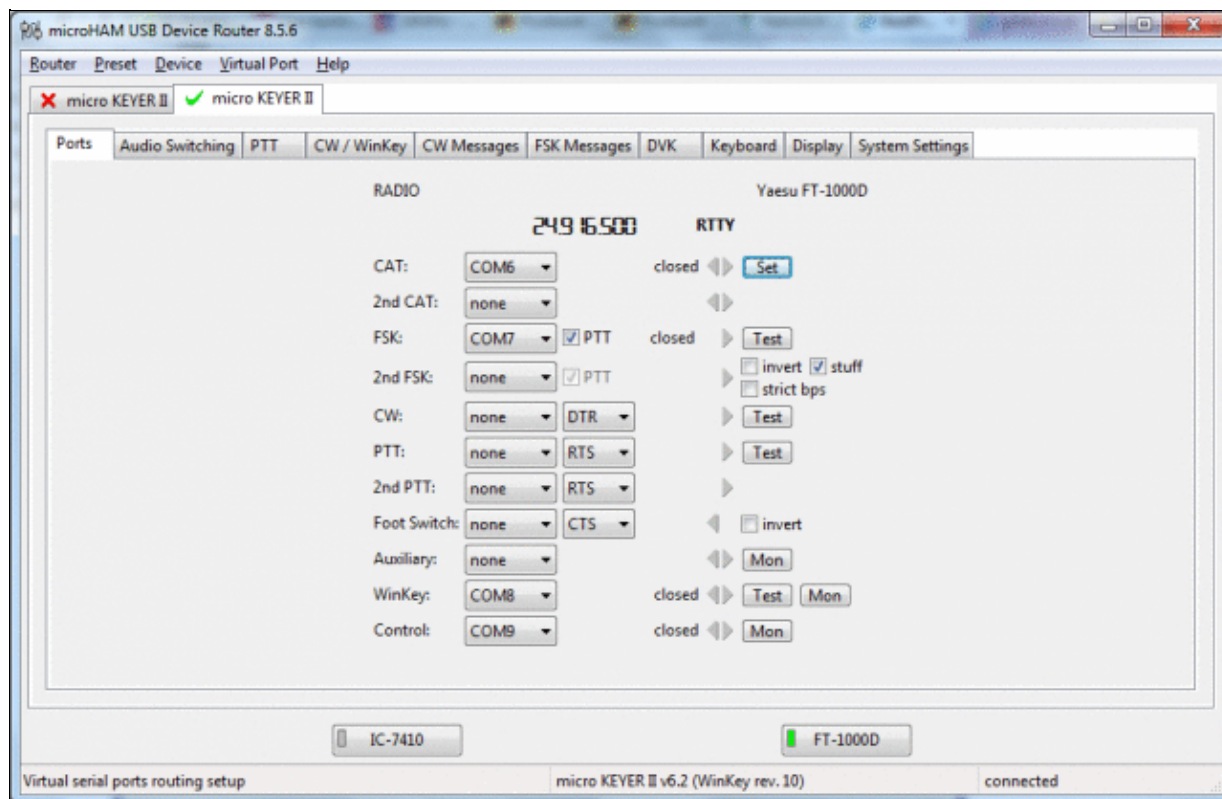 microHAM USB Device Router 8.5.6
Router Preset Device Virtual Port Help
micro KEYER II micro KEYER II
Ports Audio Switching PTT CW / WinKey CW Messages FSK Messages DVK Keyboard Display System Settings
RADIO Yaesu FT-1000D
24.916.500 RTTY
CAT: COM6 closed Set
2nd CAT: none
FSK: COM7 PTT closed Test
2nd FSK: none PTT invert stuff
strict bps
CW: none DTR Test
PTT: none RTS Test
2nd PTT: none RTS
Foot Switch: none CTS invert
Auxiliary: none Mon
WinKey: COM8 closed Test Mon
Control: COM9 closed Mon
IC-7410 FT-1000D
Virtual serial ports routing setup micro KEYER II v6.2 (WinKey rev. 10) connected